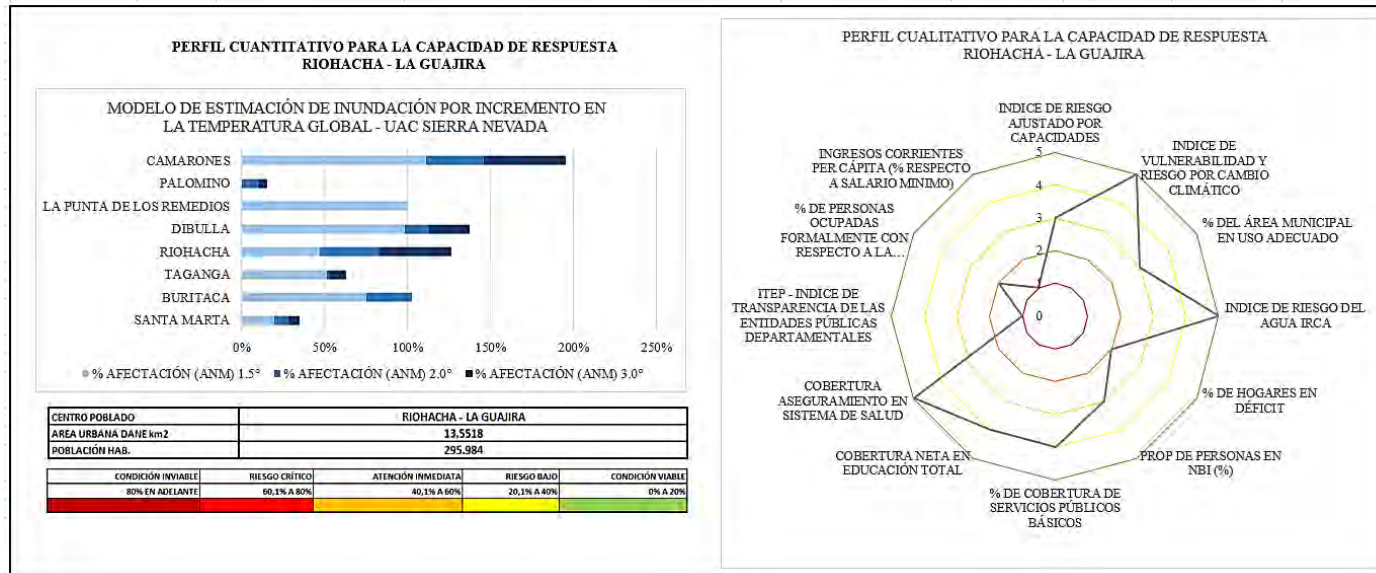 PERFIL CUANTITATIVO PARA LA CAPACIDAD DE RESPUESTA
RIOHACHA - LA GUAJIRA
MODELO DE ESTIMACIÓN DE INUNDACIÓN POR INCREMENTO EN
LA TEMPERATURA GLOBAL - UAC SIERRA NEVADA
CAMARONES
PALOMINO
LA PUNTA DE LOS REMEDIOS
DIBULLA
RIOHACHA
TAGANGA
BURITACA
SANTA MARTA
0% 50% 100% 150% 200% 250%
% AFECTACIÓN (ANM) 1.5° % AFECTACIÓN (ANM) 2.0° % AFECTACIÓN (ANM) 3.0°
CENTRO POBLADO RIOHACHA - LA GUAJIRA
AREA URBANA DANE km2 13,5518
POBLACIÓN HAB. 295.984
CONDICIÓN INVIABLE RIESGO CRÍTICO ATENCIÓN INMEDIATA RIESGO BAJO CONDICIÓN VIABLE
80% EN ADELANTE 60,1% A 80% 40,1% A 60% 20,1% A 40% 0% A 20%
PERFIL CUALITATIVO PARA LA CAPACIDAD DE RESPUESTA
RIOHACHA - LA GUAJIRA
INDICE DE RIESGO
AJUSTADO POR
CAPACIDADES
INDICE DE
VULNERABILIDAD Y
RIESGO POR CAMBIO
CLIMÁTICO
% DEL ÁREA MUNICIPAL
EN USO ADECUADO
INDICE DE RIESGO DEL
AGUA IRCA
% DE HOGARES EN
DÉFICIT
PROP DE PERSONAS EN
NBI (%)
% DE COBERTURA DE
SERVICIOS PÚBLICOS
BÁSICOS
COBERTURA NETA EN
EDUCACIÓN TOTAL
COBERTURA
ASEGURAMIENTO EN
SISTEMA DE SALUD
ITEP - INDICE DE
TRANSPARENCIA DE LAS
ENTIDADES PÚBLICAS
DEPARTAMENTALES
% DE PERSONAS
OCUPADAS
FORMALMENTE CON
RESPECTO A LA...
INGRESOS CORRIENTES
PER CÁPITA (% RESPECTO
A SALARIO MINIMO)
5
4
3
2
1
0